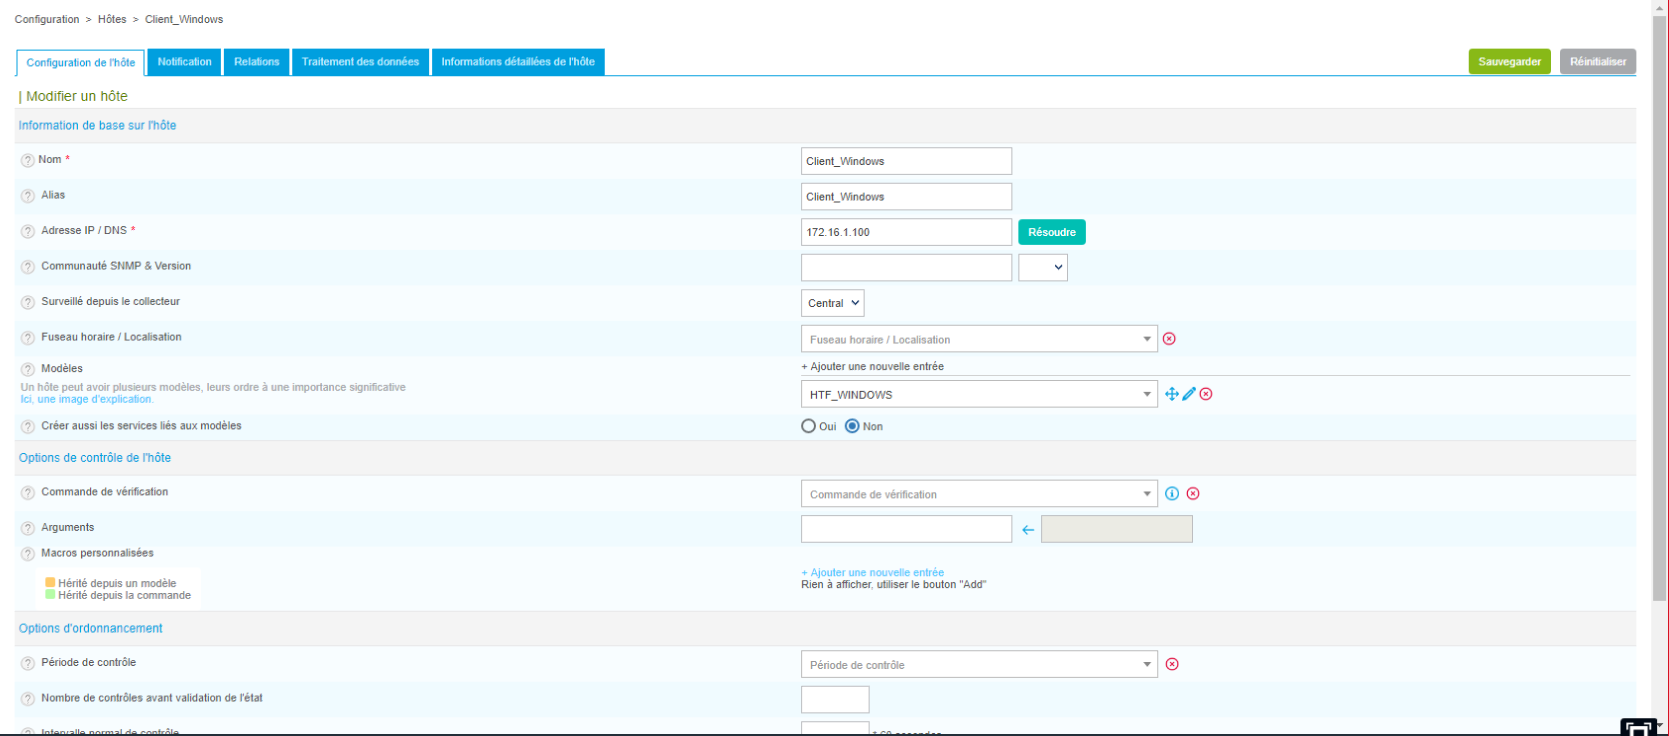 Configuration > Hôtes > Client_Windows
Configuration de l'hôte Notification Relations Traitement des données Informations détaillées de l'hôte Sauvegarder Réinitialiser
| Modifier un hôte
Information de base sur l'hôte
? Nom * Client_Windows
? Alias Client_Windows
? Adresse IP / DNS * 172.16.1.100 Résoudre
? Communauté SNMP & Version
? Surveillé depuis le collecteur Central
? Fuseau horaire / Localisation Fuseau horaire / Localisation
? Modèles + Ajouter une nouvelle entrée
Un hôte peut avoir plusieurs modèles, leurs ordre à une importance significative
Ici, une image d'explication. HTF_WINDOWS
? Créer aussi les services liés aux modèles Oui Non
Options de contrôle de l'hôte
? Commande de vérification Commande de vérification
? Arguments
? Macros personnalisées
Hérité depuis un modèle + Ajouter une nouvelle entrée
Hérité depuis la commande Rien à afficher, utiliser le bouton "Add"
Options d'ordonnancement
? Période de contrôle Période de contrôle
? Nombre de contrôles avant validation de l'état
? Intervalle normal de contrôle * 60 secondes